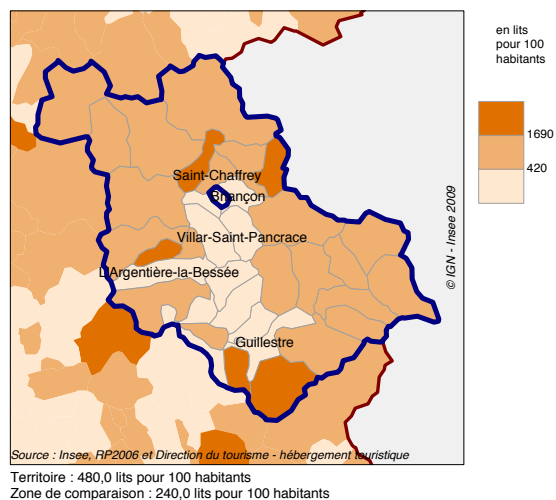 en lits
pour 100
habitants
1690
420
Saint-Chaffrey
Briançon
Villar-Saint-Pancrace
L'Argentière-la-Bessée
Guillestre
© IGN - Insee 2009
Source : Insee, RP2006 et Direction du tourisme - hébergement touristique
Territoire : 480,0 lits pour 100 habitants
Zone de comparaison : 240,0 lits pour 100 habitants